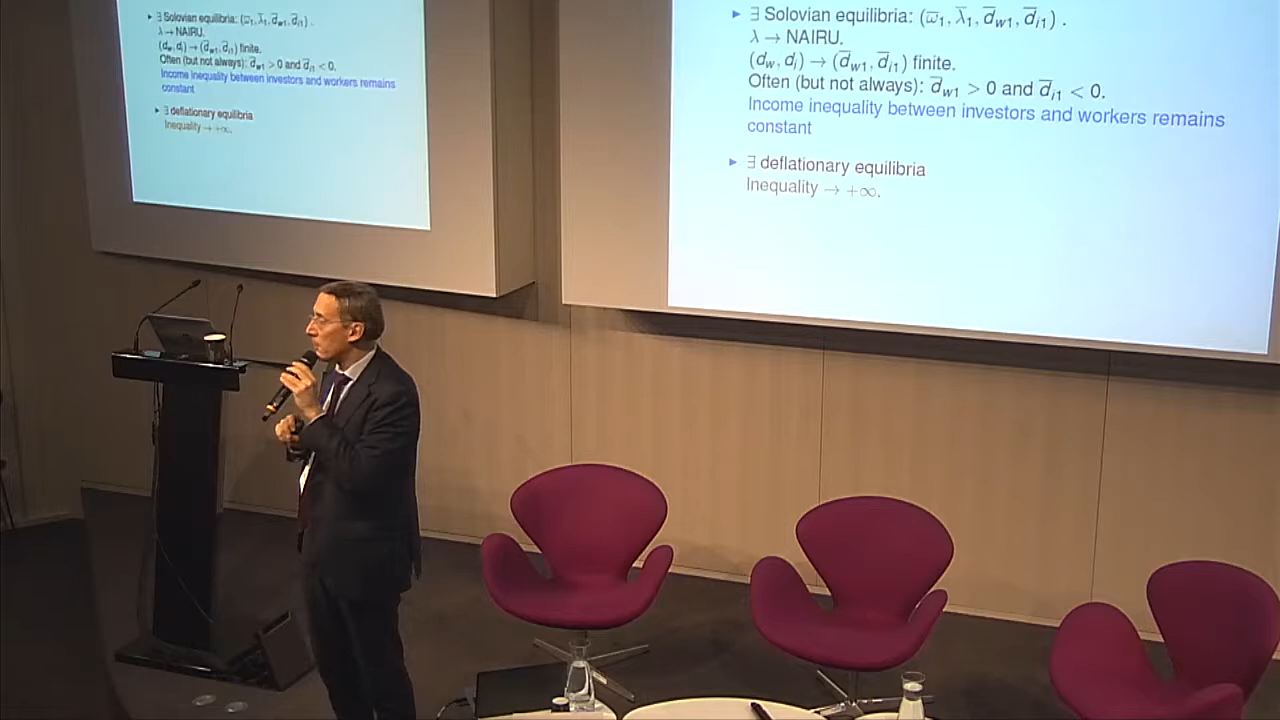 ▸ ∃ Solovian equilibria: (ω̅₁, λ̅₁, d̅w₁, d̅i₁) .
λ → NAIRU.
(dw, di) → (d̅w₁, d̅i₁) finite.
Often (but not always): d̅w₁ > 0 and d̅i₁ < 0.
Income inequality between investors and workers remains
constant
▸ ∃ deflationary equilibria
Inequality → +∞.
▸ ∃ Solovian equilibria: (ω̅₁, λ̅₁, d̅w₁, d̅i₁) .
λ → NAIRU.
(dw, di) → (d̅w₁, d̅i₁) finite.
Often (but not always): d̅w₁ > 0 and d̅i₁ < 0.
Income inequality between investors and workers remains
constant
▸ ∃ deflationary equilibria
Inequality → +∞.